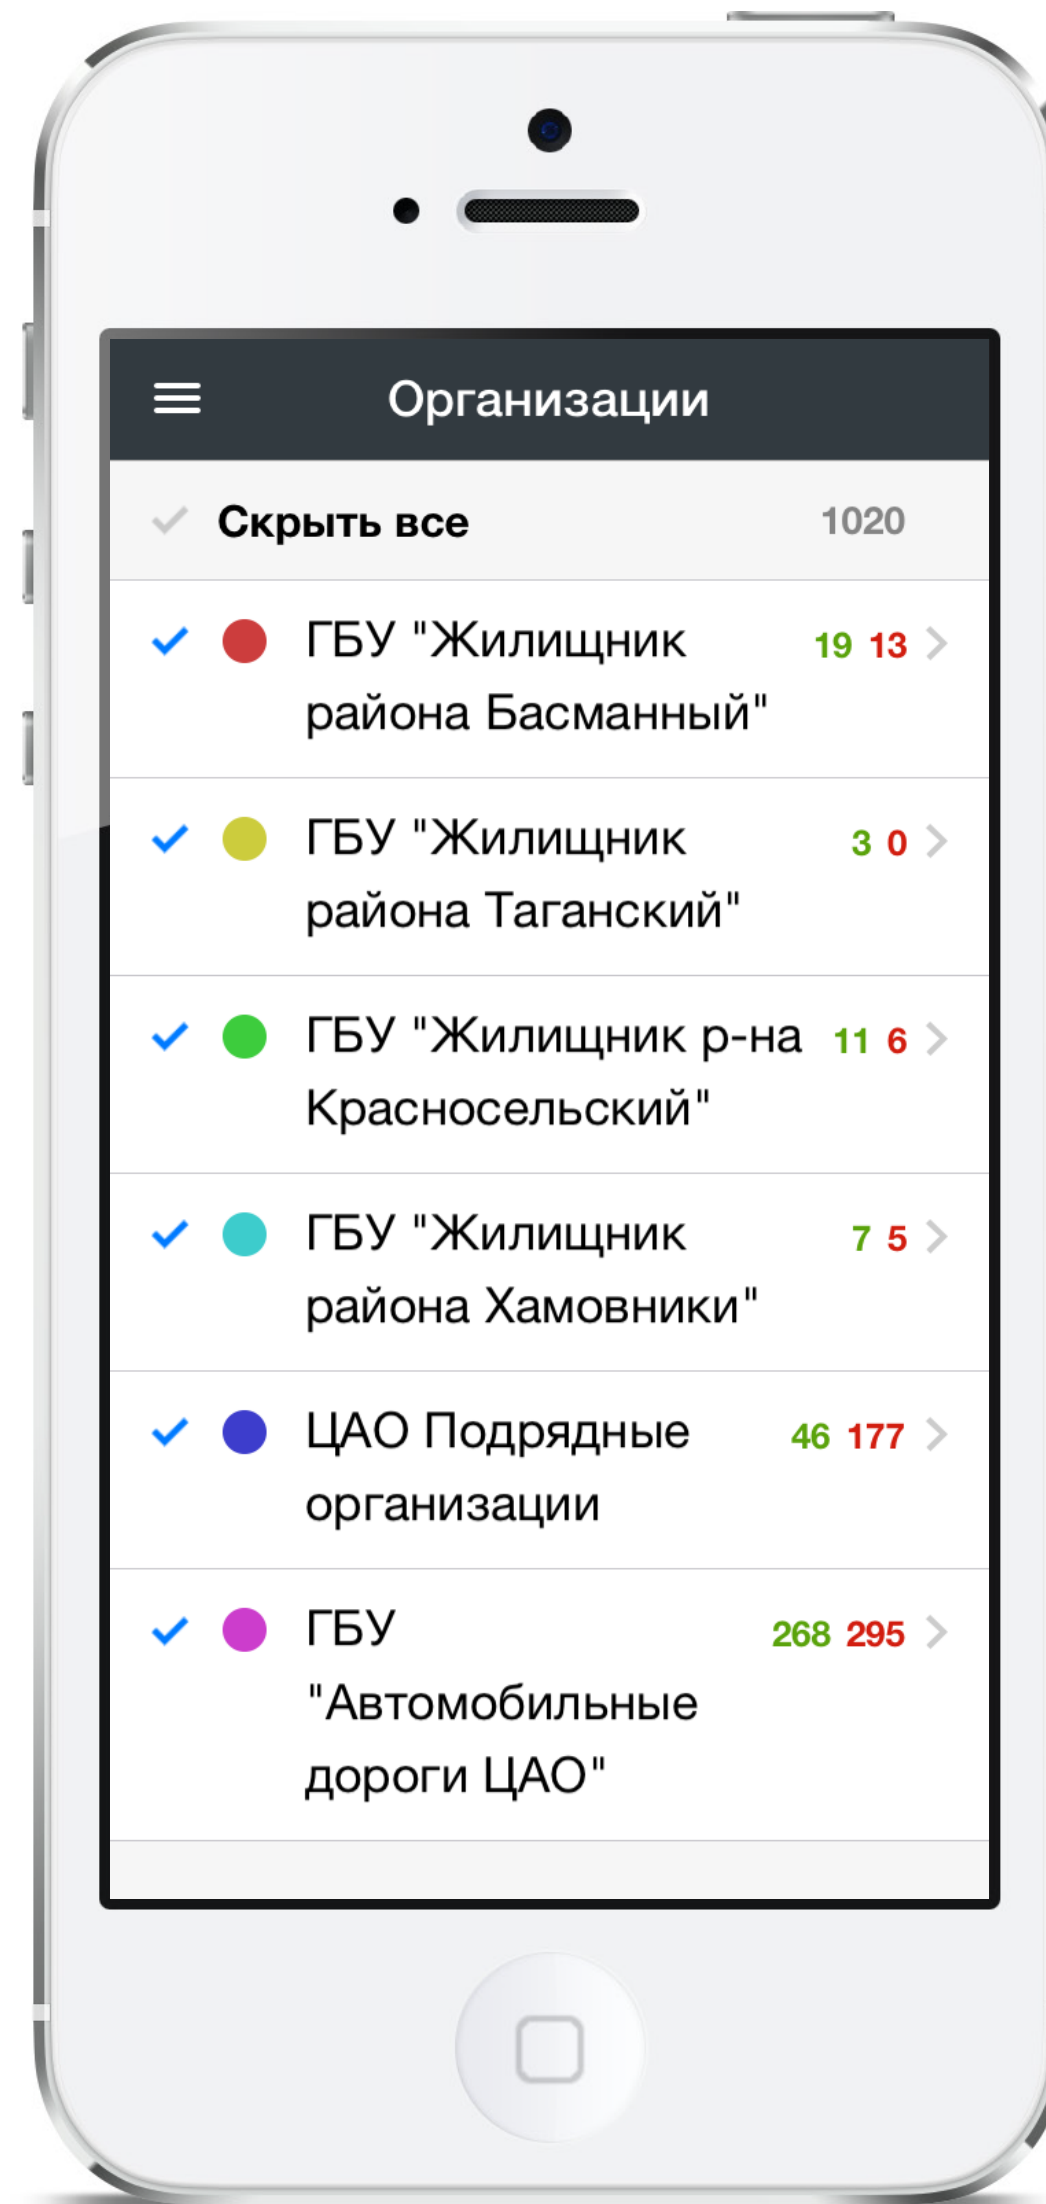 Организации
Скрыть все 1020
ГБУ "Жилищник 19 13
района Басманный"
ГБУ "Жилищник 3 0
района Таганский"
ГБУ "Жилищник р-на 11 6
Красносельский"
ГБУ "Жилищник 7 5
района Хамовники"
ЦАО Подрядные 46 177
организации
ГБУ 268 295
"Автомобильные
дороги ЦАО"